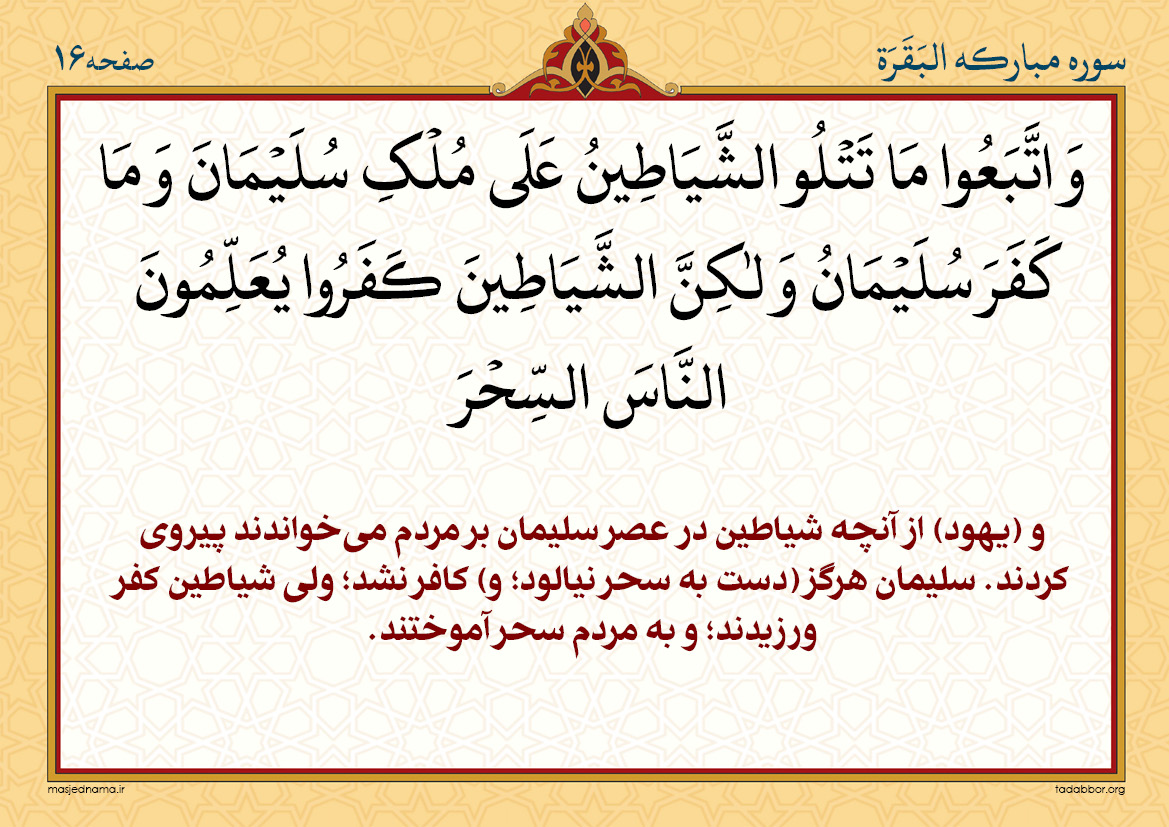 سوره مبارکه البَقَرَة
صفحه۱۶
وَ اتَّبَعُوا مَا تَتْلُو الشَّيَاطِينُ عَلَى مُلْکِ سُلَيْمَانَ وَ مَا
کَفَرَ سُلَيْمَانُ وَ لٰکِنَّ الشَّيَاطِينَ کَفَرُوا يُعَلِّمُونَ
النَّاسَ السِّحْرَ
و (یهود) از آنچه شیاطین در عصر سلیمان بر مردم می‌خواندند پیروی
کردند. سلیمان هرگز (دست به سحر نیالود؛ و) کافر نشد؛ ولی شیاطین کفر
ورزیدند؛ و به مردم سحر آموختند.
masjednama.ir
tadabbor.org